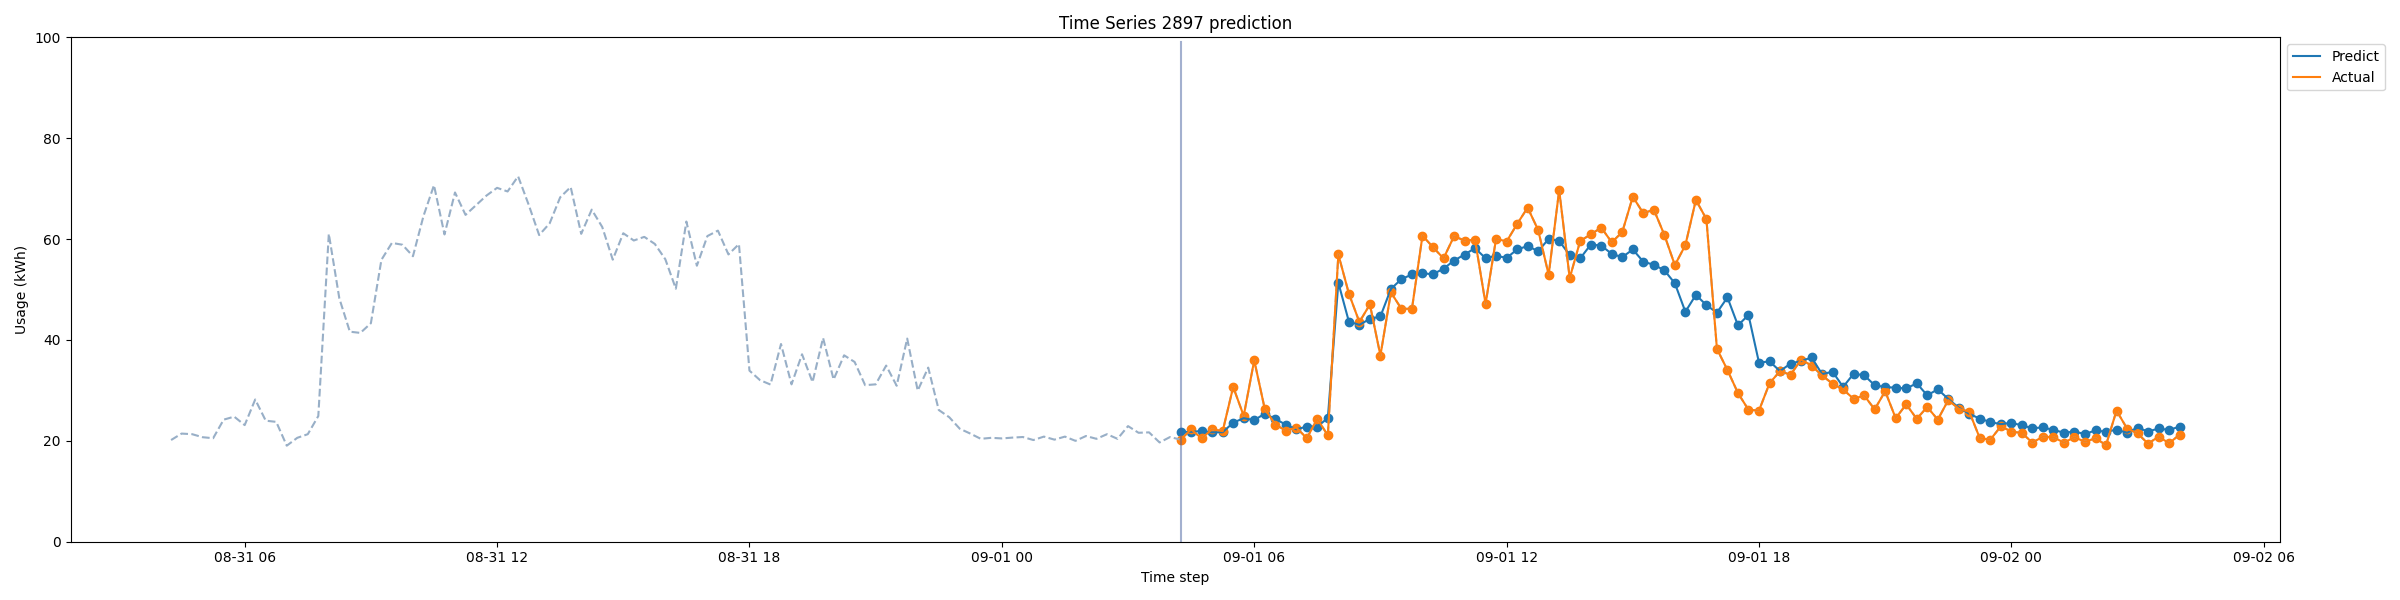 Time Series 2897 prediction
Predict
Actual
100
80
60
40
20
0
Usage (kWh)
08-31 06 08-31 12 08-31 18 09-01 00 09-01 06 09-01 12 09-01 18 09-02 00 09-02 06
Time step